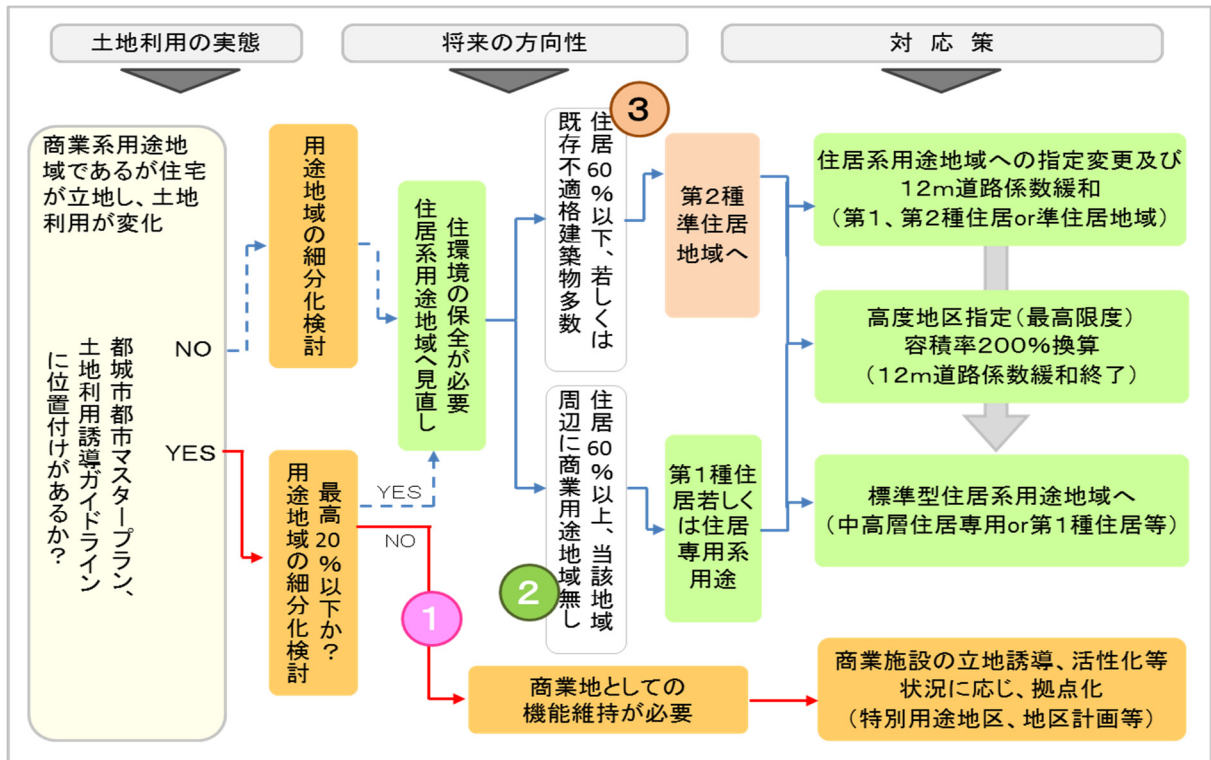 土地利用の実態
将来の方向性
対 応 策
商業系用途地
域であるが住宅
が立地し、土地
利用が変化
都城市都市マスタープラン、
土地利用誘導ガイドライン
に位置付けがあるか?
NO
YES
用途地域の細分化検討
最高20%以下か?
用途地域の細分化検討
YES
NO
住環境の保全が必要
住居系用途地域へ見直し
3
住居60%以下、若しくは
既存不適格建築物多数
2
住居60%以上、当該地域
周辺に商業用途地域無し
1
第2種
準住居
地域へ
第1種住
居若しく
は住居
専用系
用途
商業地としての
機能維持が必要
住居系用途地域への指定変更及び
12m道路係数緩和
(第1、第2種住居or準住居地域)
高度地区指定(最高限度)
容積率200%換算
(12m道路係数緩和終了)
標準型住居系用途地域へ
(中高層住居専用or第1種住居等)
商業施設の立地誘導、活性化等
状況に応じ、拠点化
(特別用途地区、地区計画等)